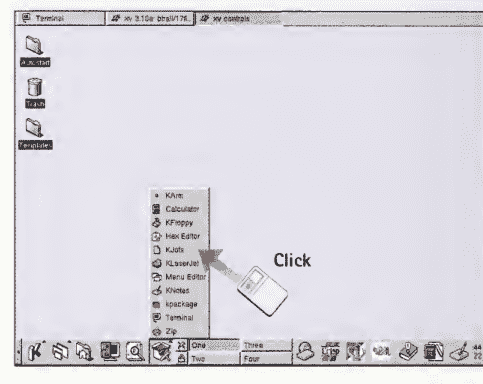 Terminal
xv controls
Autostart
Trash
Templates
Calculator
KFloppy
Hex Editor
KJots
KLaserJet
Menu Editor
KNotes
kpackage
Terminal
Zip
Click
One
Three
Two
Four